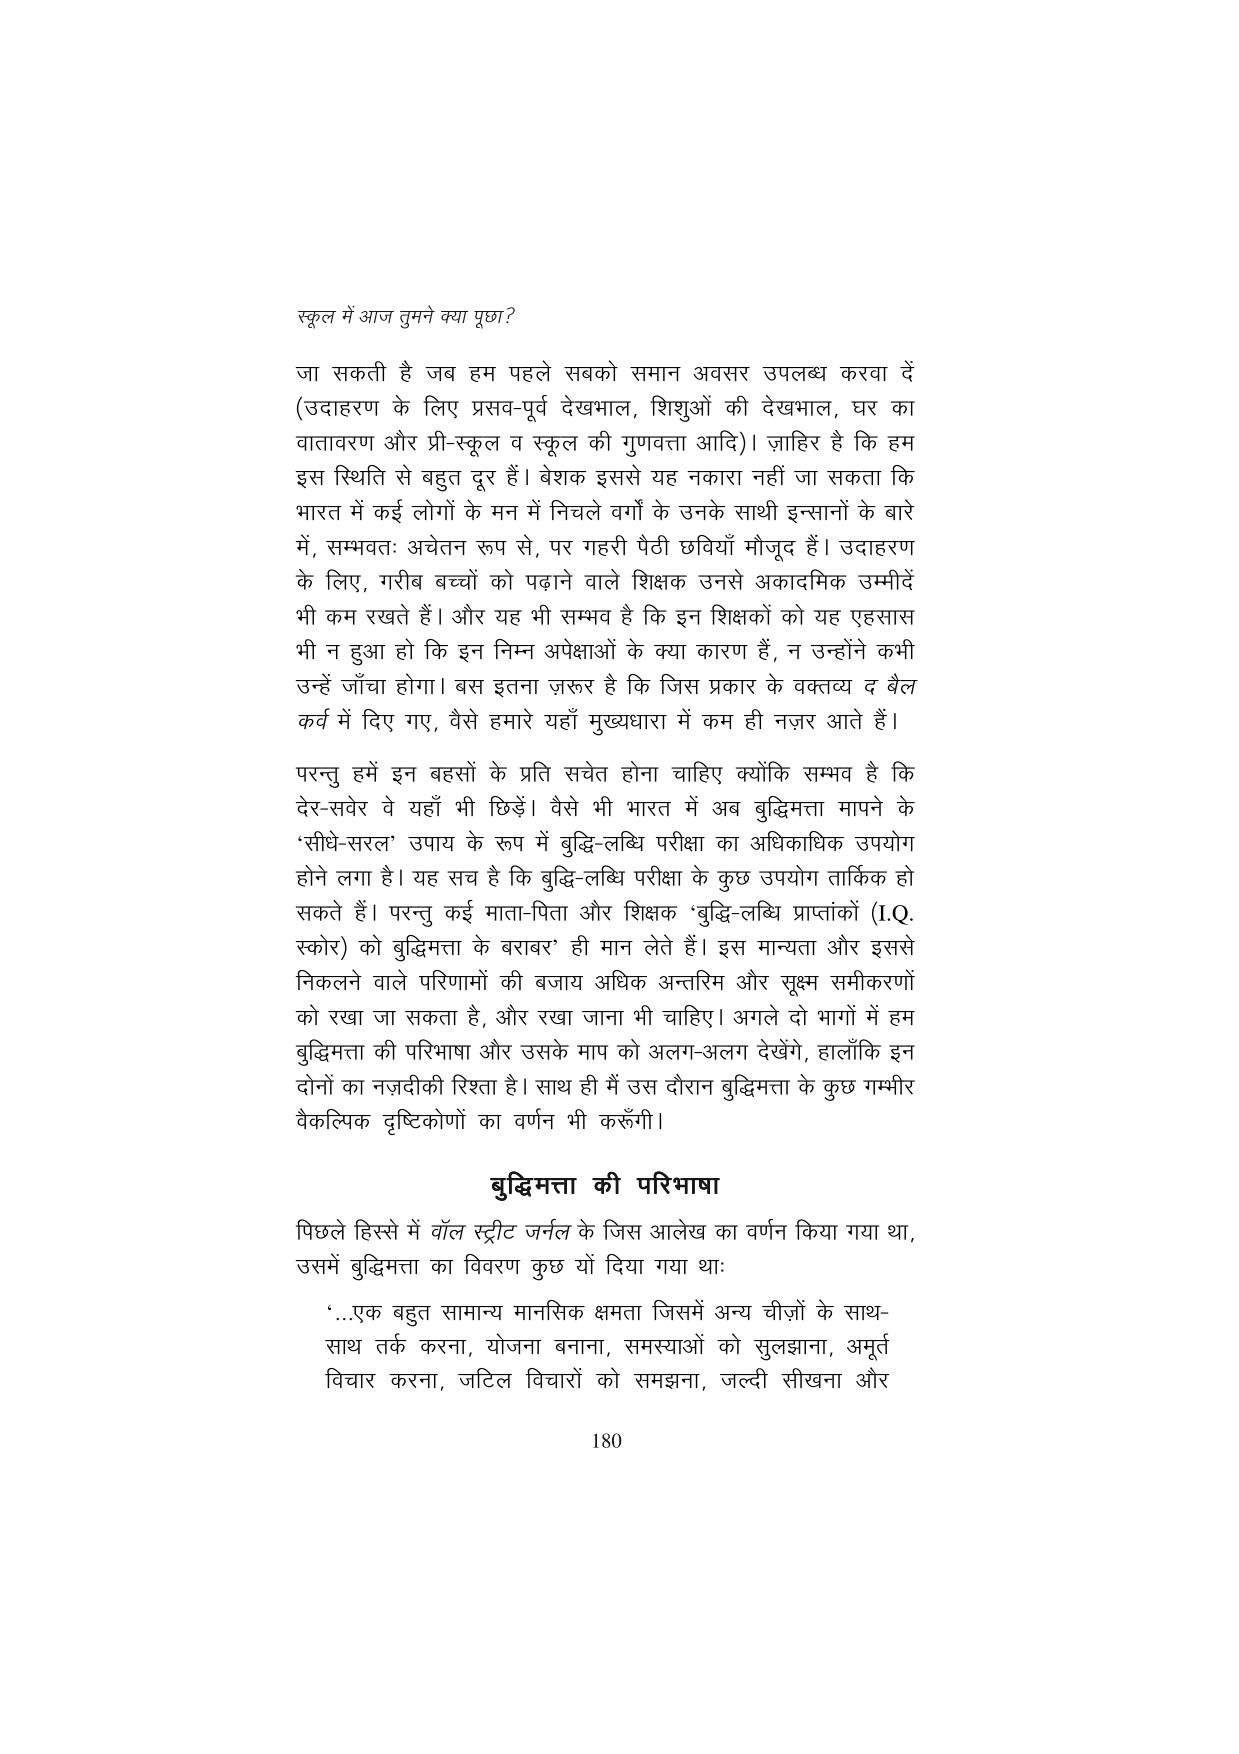 स्कूल में आज तुमने क्या पूछा?
जा सकती है जब हम पहले सबको समान अवसर उपलब्ध करवा दें
(उदाहरण के लिए प्रसव-पूर्व देखभाल, शिशुओं की देखभाल, घर का
वातावरण और प्री-स्कूल व स्कूल की गुणवत्ता आदि)। ज़ाहिर है कि हम
इस स्थिति से बहुत दूर हैं। बेशक इससे यह नकारा नहीं जा सकता कि
भारत में कई लोगों के मन में निचले वर्गों के उनके साथी इन्सानों के बारे
में, सम्भवतः अचेतन रूप से, पर गहरी पैठी छवियाँ मौजूद हैं। उदाहरण
के लिए, गरीब बच्चों को पढ़ाने वाले शिक्षक उनसे अकादमिक उम्मीदें
भी कम रखते हैं। और यह भी सम्भव है कि इन शिक्षकों को यह एहसास
भी न हुआ हो कि इन निम्न अपेक्षाओं के क्या कारण हैं, न उन्होंने कभी
उन्हें जाँचा होगा। बस इतना ज़रूर है कि जिस प्रकार के वक्तव्य द बैल
कर्व में दिए गए, वैसे हमारे यहाँ मुख्यधारा में कम ही नज़र आते हैं।
परन्तु हमें इन बहसों के प्रति सचेत होना चाहिए क्योंकि सम्भव है कि
देर-सवेर वे यहाँ भी छिड़ें। वैसे भी भारत में अब बुद्धिमत्ता मापने के
‘सीधे-सरल’ उपाय के रूप में बुद्धि-लब्धि परीक्षा का अधिकाधिक उपयोग
होने लगा है। यह सच है कि बुद्धि-लब्धि परीक्षा के कुछ उपयोग तार्किक हो
सकते हैं। परन्तु कई माता-पिता और शिक्षक ‘बुद्धि-लब्धि प्राप्तांकों (I.Q.
स्कोर) को बुद्धिमत्ता के बराबर’ ही मान लेते हैं। इस मान्यता और इससे
निकलने वाले परिणामों की बजाय अधिक अन्तरिम और सूक्ष्म समीकरणों
को रखा जा सकता है, और रखा जाना भी चाहिए। अगले दो भागों में हम
बुद्धिमत्ता की परिभाषा और उसके माप को अलग-अलग देखेंगे, हालाँकि इन
दोनों का नज़दीकी रिश्ता है। साथ ही मैं उस दौरान बुद्धिमत्ता के कुछ गम्भीर
वैकल्पिक दृष्टिकोणों का वर्णन भी करूँगी।
बुद्धिमत्ता की परिभाषा
पिछले हिस्से में वॉल स्ट्रीट जर्नल के जिस आलेख का वर्णन किया गया था,
उसमें बुद्धिमत्ता का विवरण कुछ यों दिया गया थाः
‘...एक बहुत सामान्य मानसिक क्षमता जिसमें अन्य चीज़ों के साथ-
साथ तर्क करना, योजना बनाना, समस्याओं को सुलझाना, अमूर्त
विचार करना, जटिल विचारों को समझना, जल्दी सीखना और
180